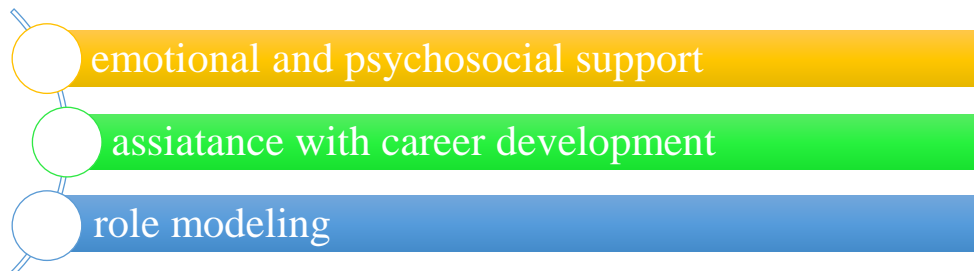 emotional and psychosocial support
assiatance with career development
role modeling